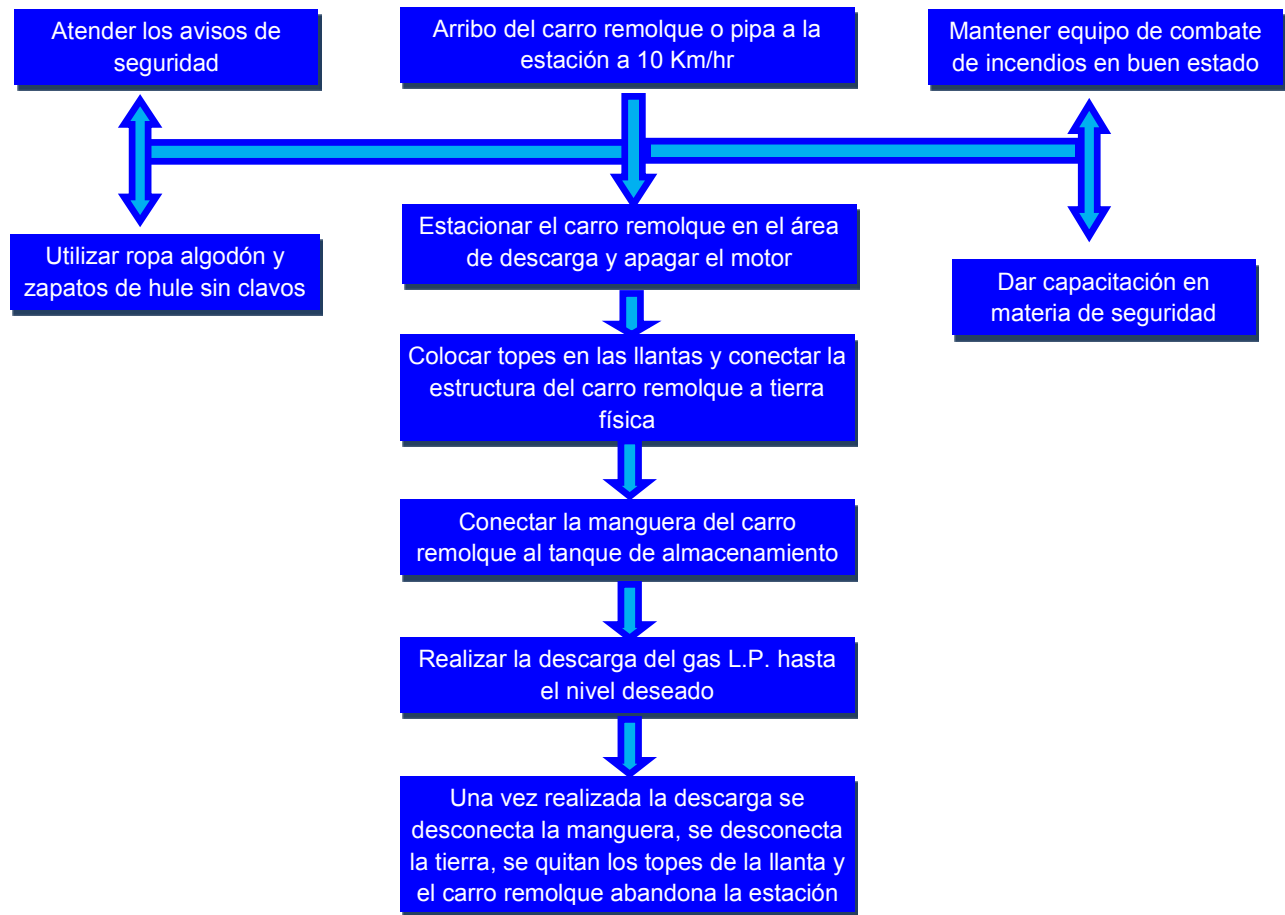 Atender los avisos de
seguridad
Arribo del carro remolque o pipa a la
estación a 10 Km/hr
Mantener equipo de combate
de incendios en buen estado
Utilizar ropa algodón y
zapatos de hule sin clavos
Estacionar el carro remolque en el área
de descarga y apagar el motor
Dar capacitación en
materia de seguridad
Colocar topes en las llantas y conectar la
estructura del carro remolque a tierra
física
Conectar la manguera del carro
remolque al tanque de almacenamiento
Realizar la descarga del gas L.P. hasta
el nivel deseado
Una vez realizada la descarga se
desconecta la manguera, se desconecta
la tierra, se quitan los topes de la llanta y
el carro remolque abandona la estación